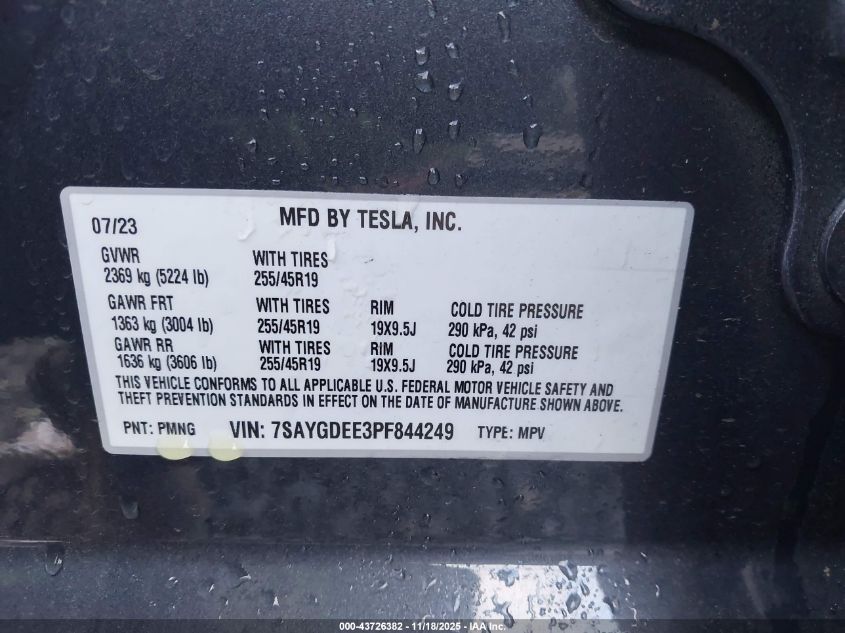 07/23 MFD BY TESLA, INC.
GVWR WITH TIRES
2369 kg (5224 lb) 255/45R19
GAWR FRT WITH TIRES RIM COLD TIRE PRESSURE
1363 kg (3004 lb) 255/45R19 19X9.5J 290 kPa, 42 psi
GAWR RR WITH TIRES RIM COLD TIRE PRESSURE
1636 kg (3606 lb) 255/45R19 19X9.5J 290 kPa, 42 psi
THIS VEHICLE CONFORMS TO ALL APPLICABLE U.S. FEDERAL MOTOR VEHICLE SAFETY AND
THEFT PREVENTION STANDARDS IN EFFECT ON THE DATE OF MANUFACTURE SHOWN ABOVE.
PNT: PMNG VIN: 7SAYGDEE3PF844249 TYPE: MPV
000-43726382 - 11/18/2025 - IAA Inc.